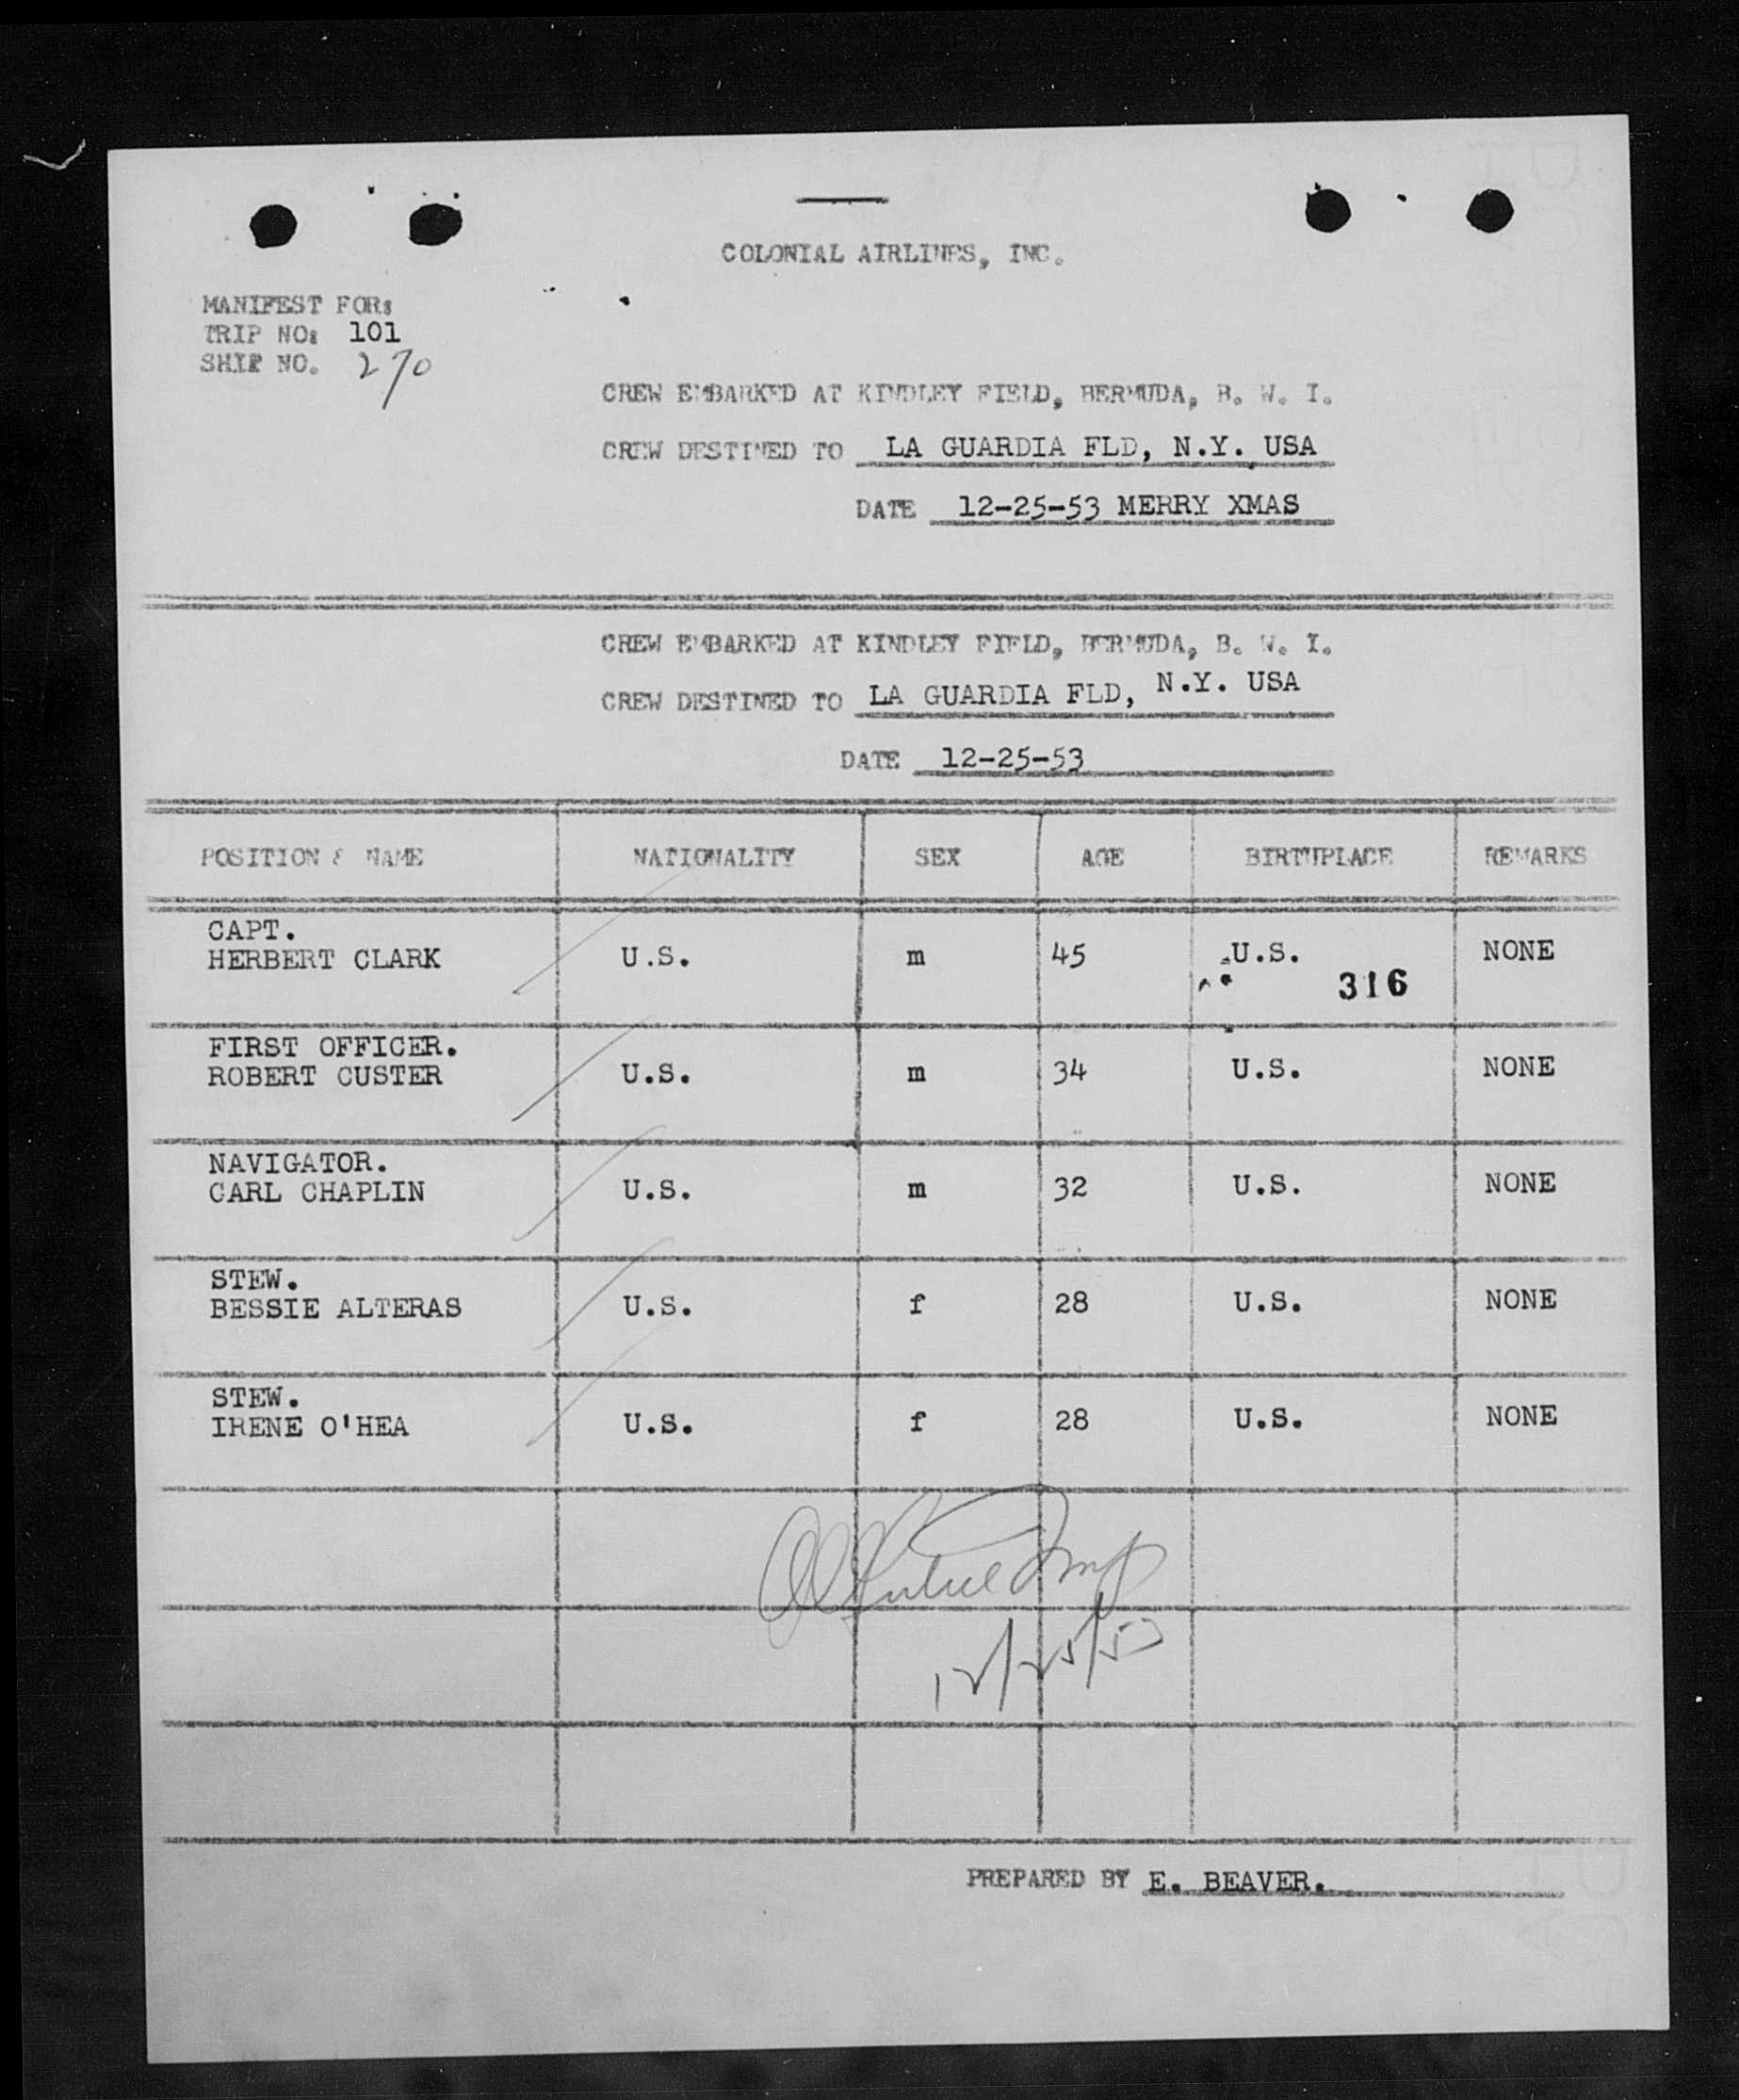 COLONIAL AIRLINES, INC.
MANIFEST FOR:
TRIP NO: 101
SHIP NO. 270
CREW EMBARKED AT KINDLEY FIELD, BERMUDA, B. W. I.
CREW DESTINED TO LA GUARDIA FLD, N.Y. USA
DATE 12-25-53 MERRY XMAS
CREW EMBARKED AT KINDLEY FIELD, BERMUDA, B. W. I.
CREW DESTINED TO LA GUARDIA FLD, N.Y. USA
DATE 12-25-53
POSITION & NAME NATIONALITY SEX AGE BIRTHPLACE REMARKS
CAPT.
HERBERT CLARK U.S. m 45 U.S. NONE
316
FIRST OFFICER.
ROBERT CUSTER U.S. m 34 U.S. NONE
NAVIGATOR.
CARL CHAPLIN U.S. m 32 U.S. NONE
STEW.
BESSIE ALTERAS U.S. f 28 U.S. NONE
STEW.
IRENE O'HEA U.S. f 28 U.S. NONE
12/25/53
PREPARED BY E. BEAVER.